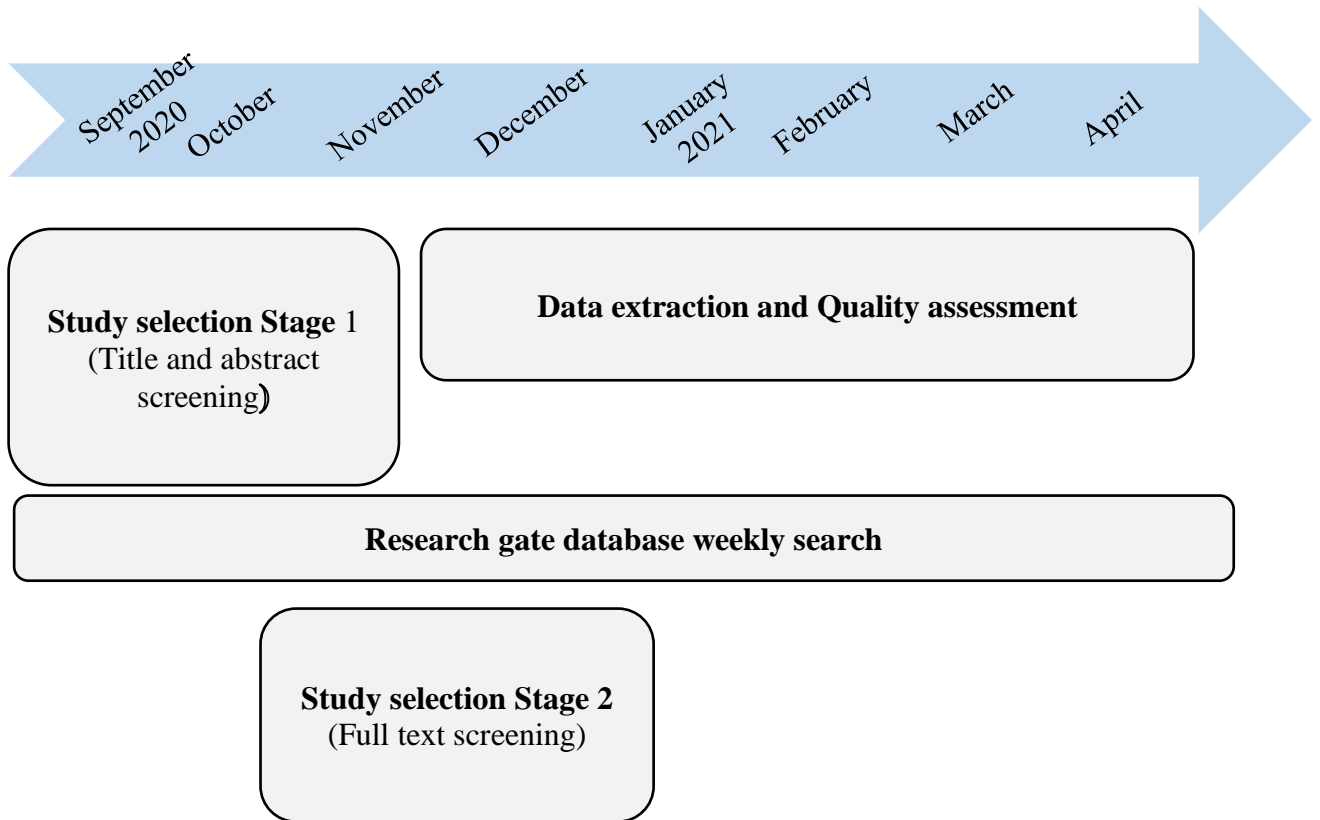 September
2020
October
November
December
January
2021
February
March
April
Study selection Stage 1
(Title and abstract
screening)
Data extraction and Quality assessment
Research gate database weekly search
Study selection Stage 2
(Full text screening)